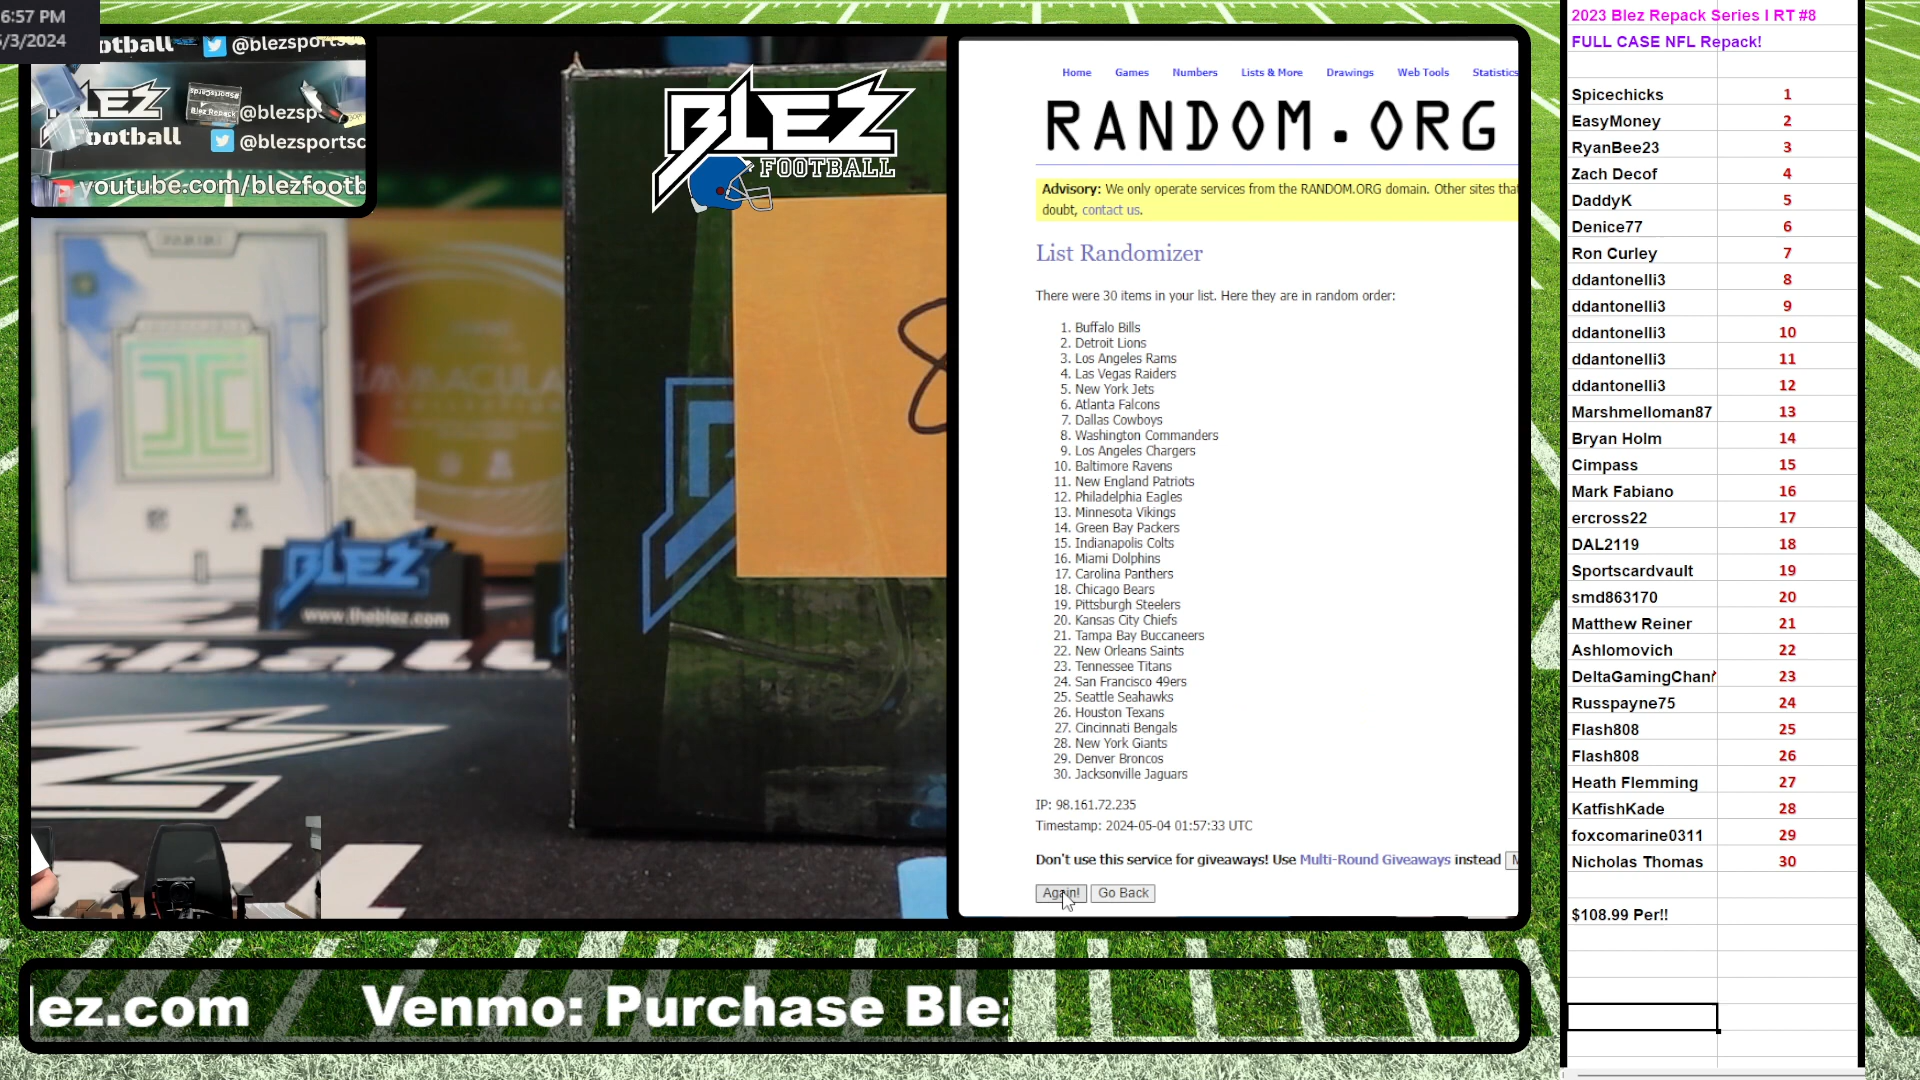 6:57 PM
/3/2024
otball @blezsportsc
BLEZ
Football
@blezsp
@blezsportsc
youtube.com/blezfootb
BLEZ
FOOTBALL
IMMACULA
BLEZ
www.theblez.com
Home Games Numbers Lists & More Drawings Web Tools Statistics
RANDOM.ORG
Advisory: We only operate services from the RANDOM.ORG domain. Other sites that
doubt, contact us.
List Randomizer
There were 30 items in your list. Here they are in random order:
1. Buffalo Bills
2. Detroit Lions
3. Los Angeles Rams
4. Las Vegas Raiders
5. New York Jets
6. Atlanta Falcons
7. Dallas Cowboys
8. Washington Commanders
9. Los Angeles Chargers
10. Baltimore Ravens
11. New England Patriots
12. Philadelphia Eagles
13. Minnesota Vikings
14. Green Bay Packers
15. Indianapolis Colts
16. Miami Dolphins
17. Carolina Panthers
18. Chicago Bears
19. Pittsburgh Steelers
20. Kansas City Chiefs
21. Tampa Bay Buccaneers
22. New Orleans Saints
23. Tennessee Titans
24. San Francisco 49ers
25. Seattle Seahawks
26. Houston Texans
27. Cincinnati Bengals
28. New York Giants
29. Denver Broncos
30. Jacksonville Jaguars
IP: 98.161.72.235
Timestamp: 2024-05-04 01:57:33 UTC
Don't use this service for giveaways! Use Multi-Round Giveaways instead
Again! Go Back
lez.com Venmo: Purchase Blez
2023 Blez Repack Series I RT #8
FULL CASE NFL Repack!
Spicechicks 1
EasyMoney 2
RyanBee23 3
Zach Decof 4
DaddyK 5
Denice77 6
Ron Curley 7
ddantonelli3 8
ddantonelli3 9
ddantonelli3 10
ddantonelli3 11
ddantonelli3 12
Marshmelloman87 13
Bryan Holm 14
Cimpass 15
Mark Fabiano 16
ercross22 17
DAL2119 18
Sportscardvault 19
smd863170 20
Matthew Reiner 21
Ashlomovich 22
DeltaGamingChan 23
Russpayne75 24
Flash808 25
Flash808 26
Heath Flemming 27
KatfishKade 28
foxcomarine0311 29
Nicholas Thomas 30
$108.99 Per!!